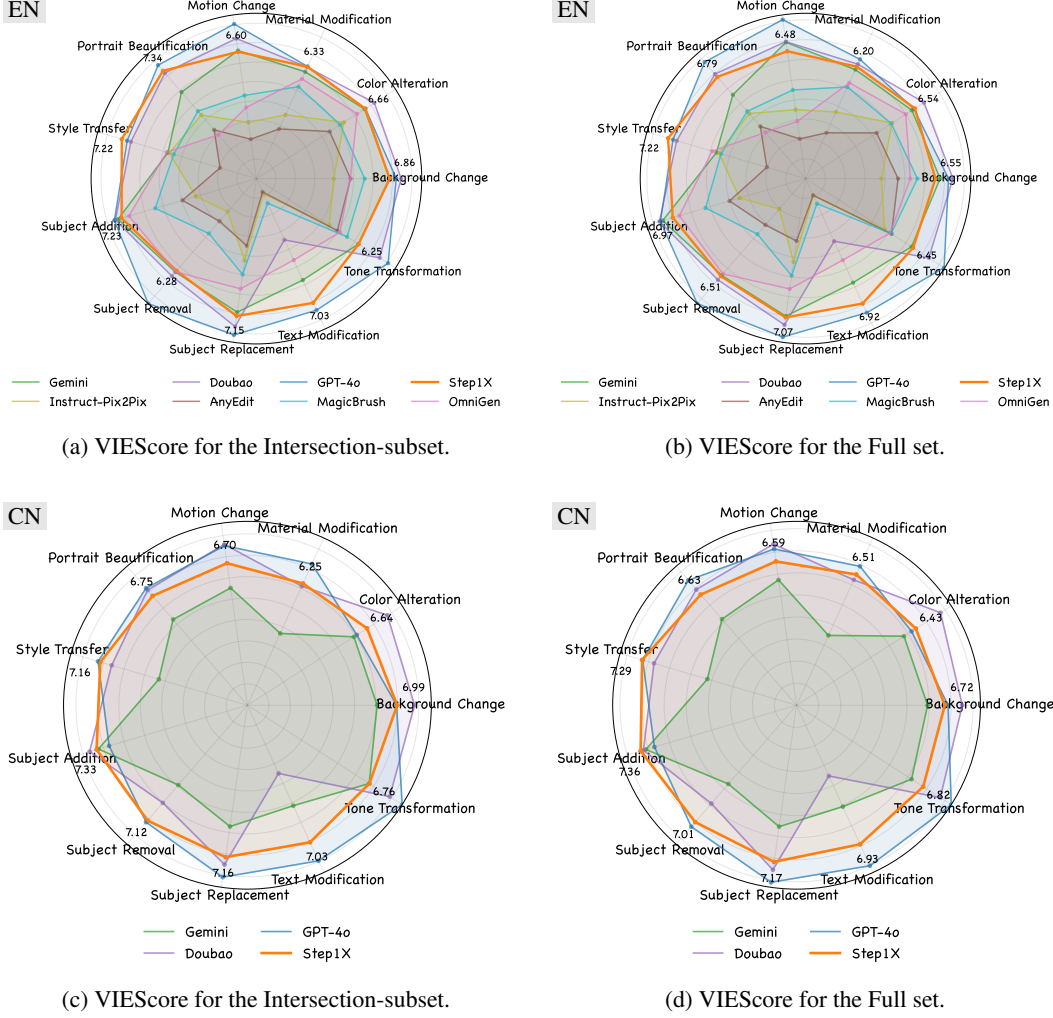 EN
Motion Change
Material Modification
Portrait Beautification
Color Alteration
Style Transfer
Background Change
Subject Addition
Tone Transformation
Subject Removal
Text Modification
Subject Replacement
6.60
6.33
7.34
6.66
7.22
6.86
7.23
6.25
6.28
7.03
7.15
Gemini
Doubao
GPT-4o
Step1X
Instruct-Pix2Pix
AnyEdit
MagicBrush
OmniGen
(a) VIEScore for the Intersection-subset.
EN
Motion Change
Material Modification
Portrait Beautification
Color Alteration
Style Transfer
Background Change
Subject Addition
Tone Transformation
Subject Removal
Text Modification
Subject Replacement
6.48
6.20
6.79
6.54
7.22
6.55
6.97
6.45
6.51
6.92
7.07
Gemini
Doubao
GPT-4o
Step1X
Instruct-Pix2Pix
AnyEdit
MagicBrush
OmniGen
(b) VIEScore for the Full set.
CN
Motion Change
Material Modification
Portrait Beautification
Color Alteration
Style Transfer
Background Change
Subject Addition
Tone Transformation
Subject Removal
Text Modification
Subject Replacement
6.70
6.25
6.75
6.64
7.16
6.99
7.33
6.76
7.12
7.03
7.16
Gemini
GPT-4o
Doubao
Step1X
(c) VIEScore for the Intersection-subset.
CN
Motion Change
Material Modification
Portrait Beautification
Color Alteration
Style Transfer
Background Change
Subject Addition
Tone Transformation
Subject Removal
Text Modification
Subject Replacement
6.59
6.51
6.63
6.43
7.29
6.72
7.36
6.82
7.01
6.93
7.17
Gemini
GPT-4o
Doubao
Step1X
(d) VIEScore for the Full set.